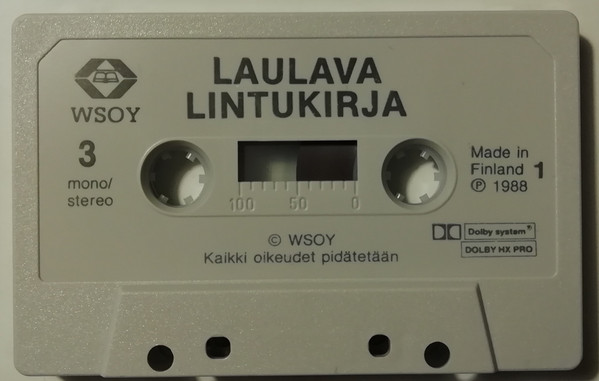 WSOY
LAULAVA
LINTUKIRJA
3
mono/
stereo
100 50 0
Made in
Finland 1
℗ 1988
© WSOY
Kaikki oikeudet pidätetään
Dolby system
DOLBY HX PRO